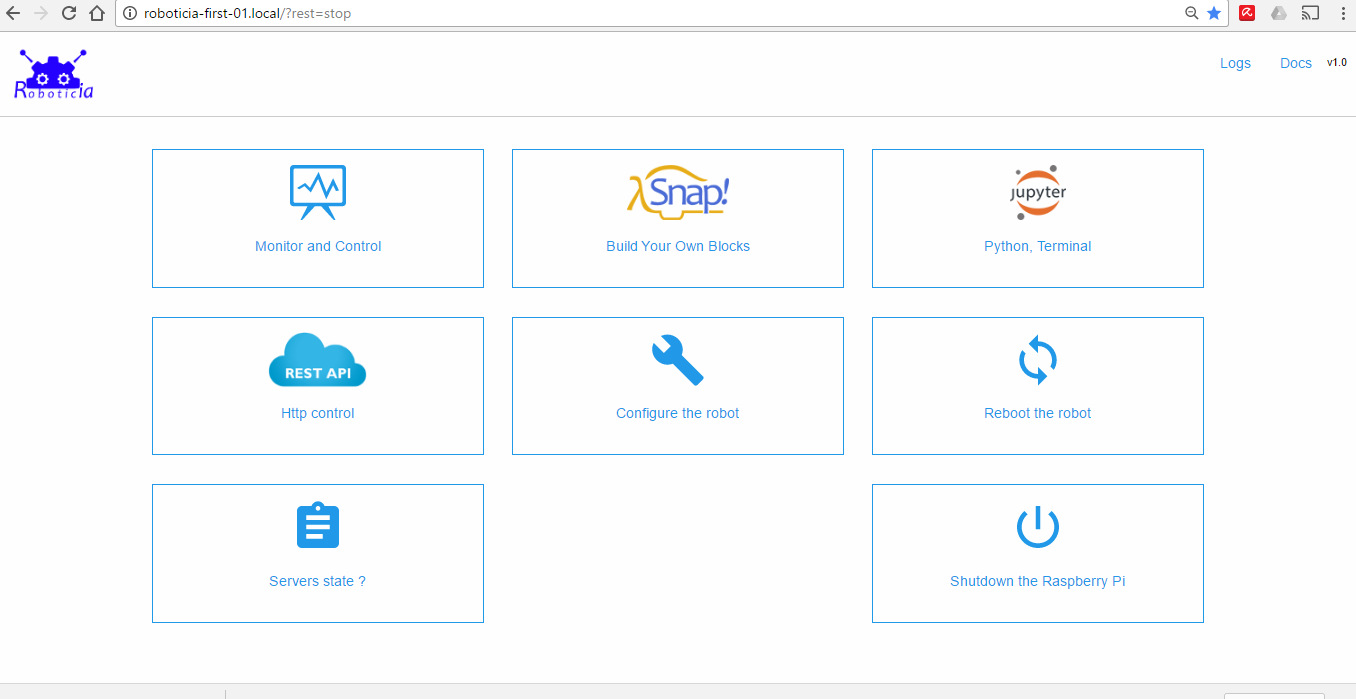 roboticia-first-01.local/?rest=stop
Roboticia
Logs Docs v1.0
λSnap!
jupyter
Monitor and Control
Build Your Own Blocks
Python, Terminal
REST API
Http control
Configure the robot
Reboot the robot
Servers state ?
Shutdown the Raspberry Pi